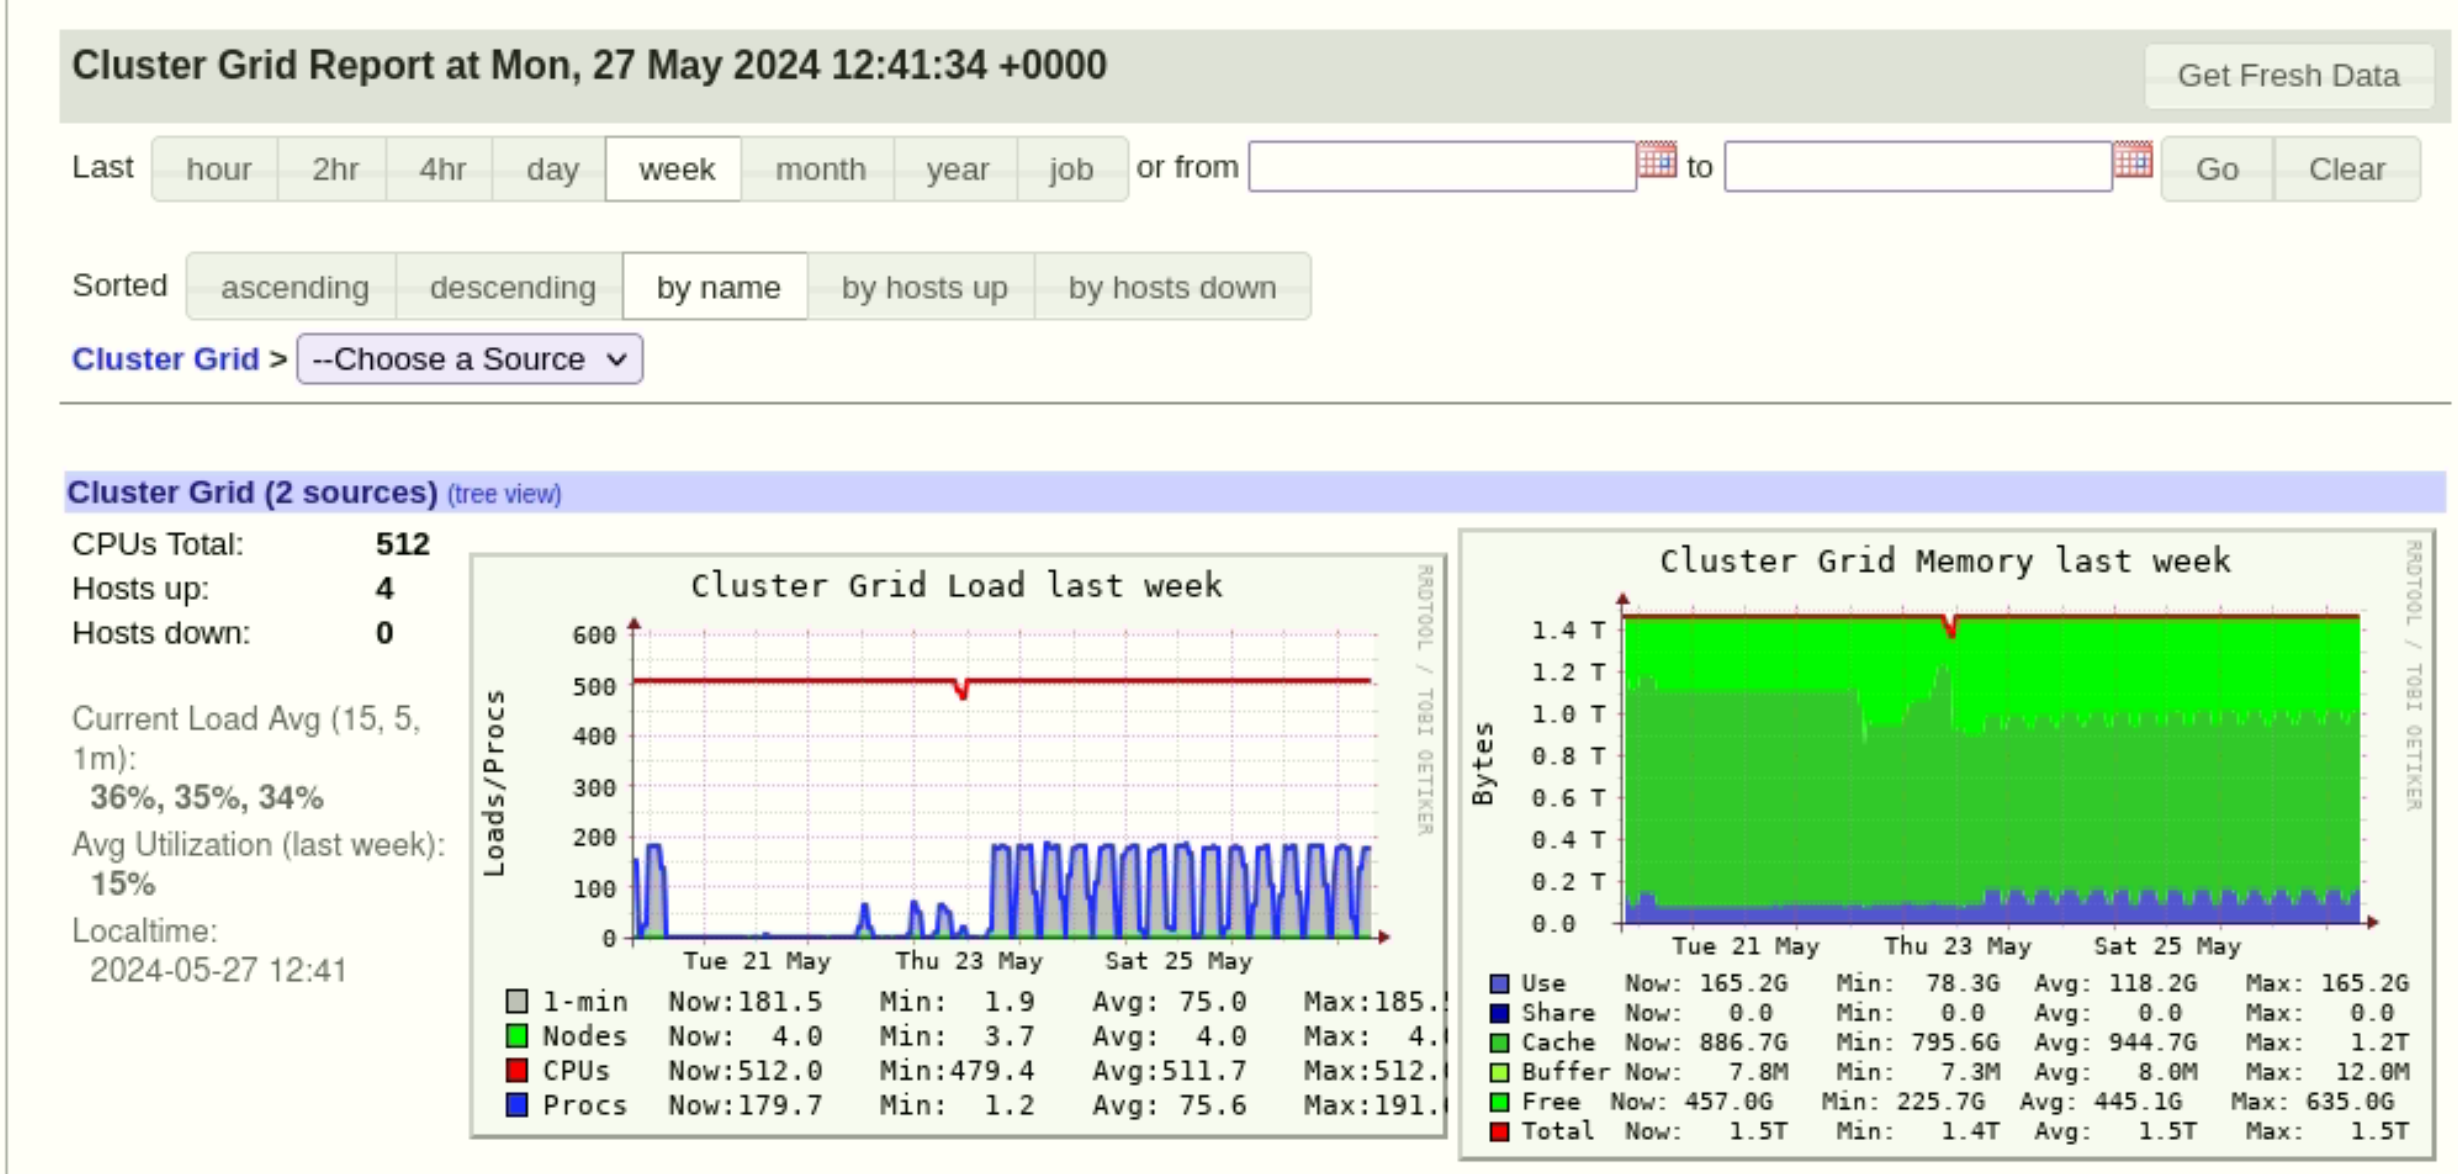 Cluster Grid Report at Mon, 27 May 2024 12:41:34 +0000
Get Fresh Data
Last hour 2hr 4hr day week month year job or from to Go Clear
Sorted ascending descending by name by hosts up by hosts down
Cluster Grid > --Choose a Source
Cluster Grid (2 sources) (tree view)
CPUs Total: 512
Hosts up: 4
Hosts down: 0
Current Load Avg (15, 5,
1m):
36%, 35%, 34%
Avg Utilization (last week):
15%
Localtime:
2024-05-27 12:41
Cluster Grid Load last week
RRDTOOL / TOBI OETIKER
Loads/Procs
600
500
400
300
200
100
0
Tue 21 May Thu 23 May Sat 25 May
1-min Now:181.5 Min: 1.9 Avg: 75.0 Max:185.
Nodes Now: 4.0 Min: 3.7 Avg: 4.0 Max: 4.
CPUs Now:512.0 Min:479.4 Avg:511.7 Max:512.
Procs Now:179.7 Min: 1.2 Avg: 75.6 Max:191.
Cluster Grid Memory last week
RRDTOOL / TOBI OETIKER
Bytes
1.4 T
1.2 T
1.0 T
0.8 T
0.6 T
0.4 T
0.2 T
0.0
Tue 21 May Thu 23 May Sat 25 May
Use Now: 165.2G Min: 78.3G Avg: 118.2G Max: 165.2G
Share Now: 0.0 Min: 0.0 Avg: 0.0 Max: 0.0
Cache Now: 886.7G Min: 795.6G Avg: 944.7G Max: 1.2T
Buffer Now: 7.8M Min: 7.3M Avg: 8.0M Max: 12.0M
Free Now: 457.0G Min: 225.7G Avg: 445.1G Max: 635.0G
Total Now: 1.5T Min: 1.4T Avg: 1.5T Max: 1.5T